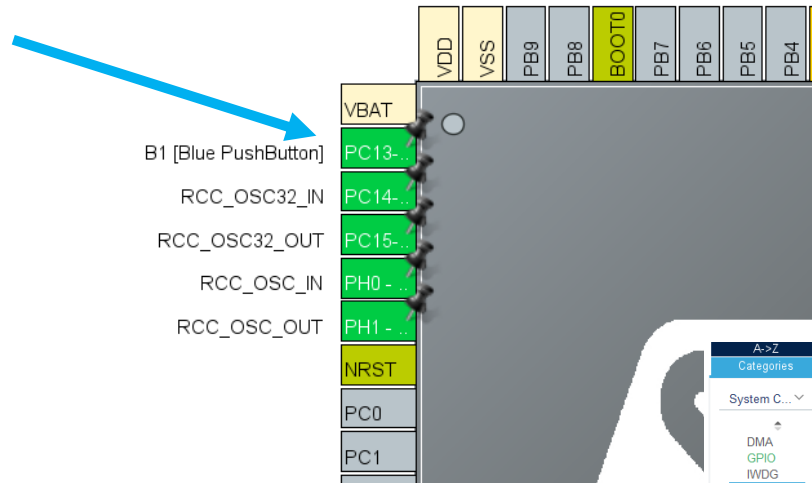 VDD
VSS
PB9
PB8
BOOT0
PB7
PB6
PB5
PB4
VBAT
B1 [Blue PushButton] PC13-..
RCC_OSC32_IN PC14-..
RCC_OSC32_OUT PC15-..
RCC_OSC_IN PH0 - ..
RCC_OSC_OUT PH1 - ..
NRST
PC0
PC1
A->Z
Categories
System C...
DMA
GPIO
IWDG